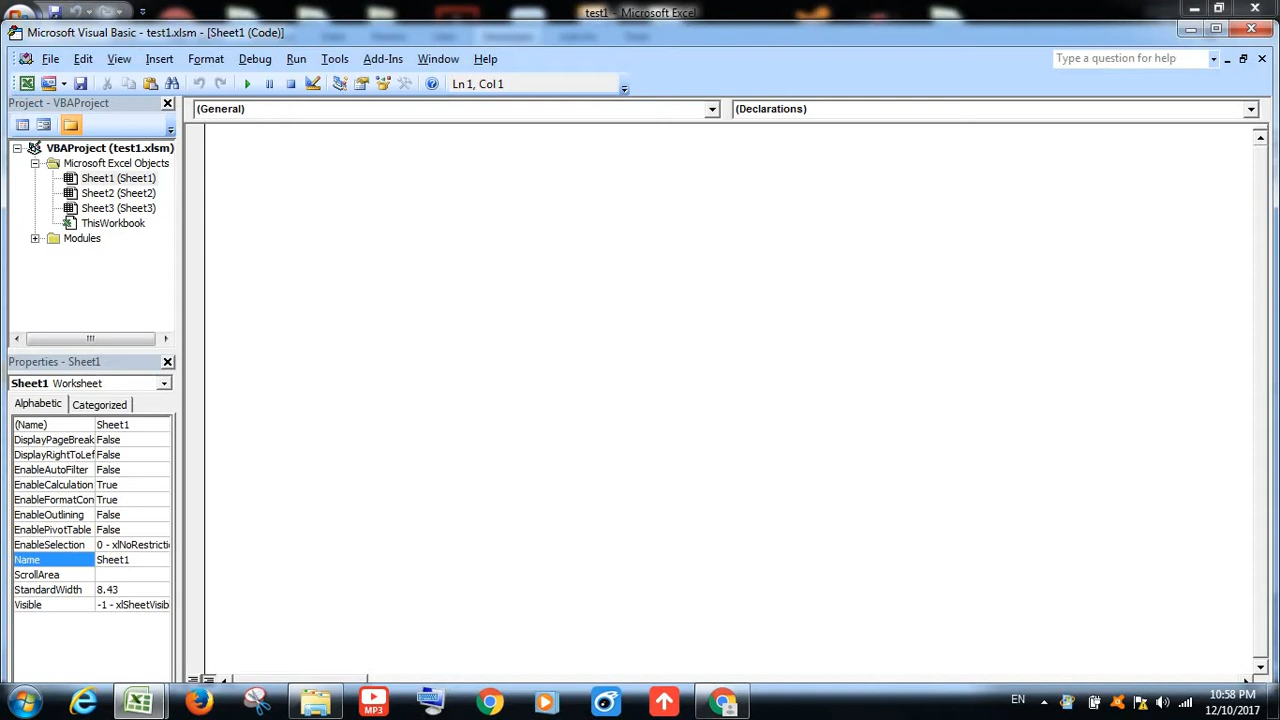 test1 - Microsoft Excel
Microsoft Visual Basic - test1.xlsm - [Sheet1 (Code)]
File Edit View Insert Format Debug Run Tools Add-Ins Window Help
Type a question for help
Ln 1, Col 1
Project - VBAProject
(General)
(Declarations)
VBAProject (test1.xlsm)
Microsoft Excel Objects
Sheet1 (Sheet1)
Sheet2 (Sheet2)
Sheet3 (Sheet3)
ThisWorkbook
Modules
Properties - Sheet1
Sheet1 Worksheet
Alphabetic Categorized
(Name) Sheet1
DisplayPageBreak False
DisplayRightToLef False
EnableAutoFilter False
EnableCalculation True
EnableFormatCon True
EnableOutlining False
EnablePivotTable False
EnableSelection 0 - xlNoRestricti
Name Sheet1
ScrollArea
StandardWidth 8.43
Visible -1 - xlSheetVisib
MP3
EN
10:58 PM
12/10/2017